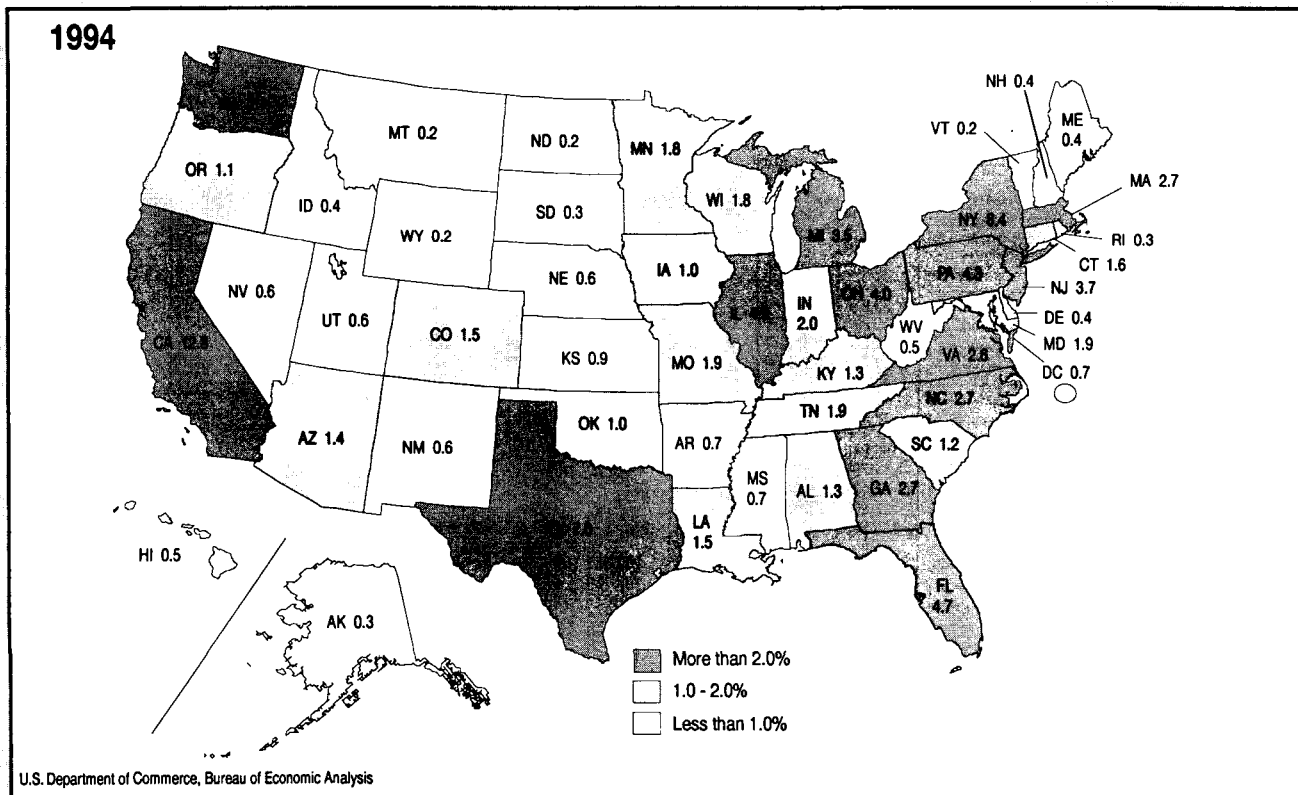 1994
NH 0.4
VT 0.2
ME
0.4
MT 0.2
ND 0.2
MN 1.8
OR 1.1
ID 0.4
WI 1.8
MA 2.7
SD 0.3
WY 0.2
NY 8.4
MI 3.5
RI 0.3
CT 1.6
IA 1.0
NE 0.6
PA 4.3
NJ 3.7
NV 0.6
UT 0.6
CO 1.5
IL
IN
2.0
OH 4.0
DE 0.4
MD 1.9
WV
0.5
VA 2.6
DC 0.7
CA 12.8
KS 0.9
MO 1.9
KY 1.3
NC 2.7
TN 1.9
AZ 1.4
NM 0.6
OK 1.0
AR 0.7
SC 1.2
MS
0.7
AL 1.3
GA 2.7
LA
1.5
FL
4.7
HI 0.5
AK 0.3
More than 2.0%
1.0 - 2.0%
Less than 1.0%
U.S. Department of Commerce, Bureau of Economic Analysis